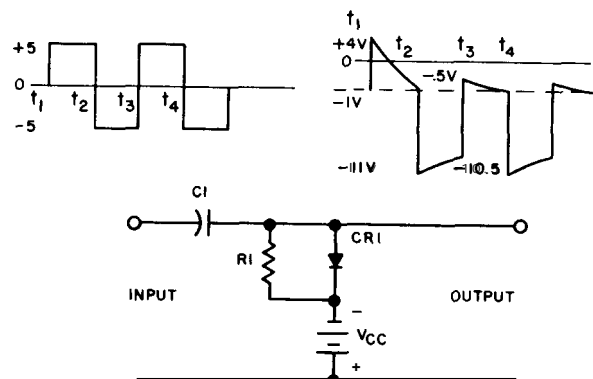 +5
0
-5
t1
t2
t3
t4
t1
+4V
0
t2
t3
t4
-.5V
-1V
-11V
-10.5
C1
R1
CR1
INPUT
OUTPUT
-
VCC
+